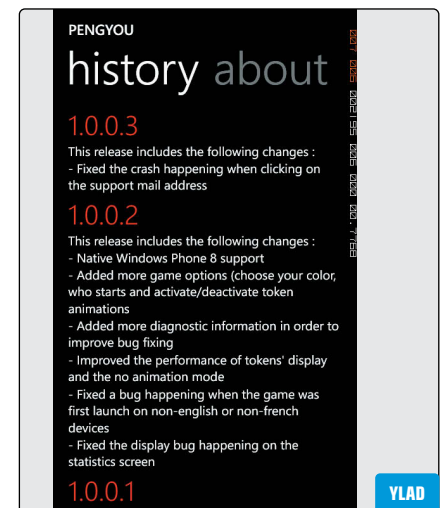 PENGYOU
history about
1.0.0.3
This release includes the following changes :
- Fixed the crash happening when clicking on
the support mail address
1.0.0.2
This release includes the following changes :
- Native Windows Phone 8 support
- Added more game options (choose your color,
who starts and activate/deactivate token
animations
- Added more diagnostic information in order to
improve bug fixing
- Improved the performance of tokens' display
and the no animation mode
- Fixed a bug happening when the game was
first launch on non-english or non-french
devices
- Fixed the display bug happening on the
statistics screen
1.0.0.1
YLAD